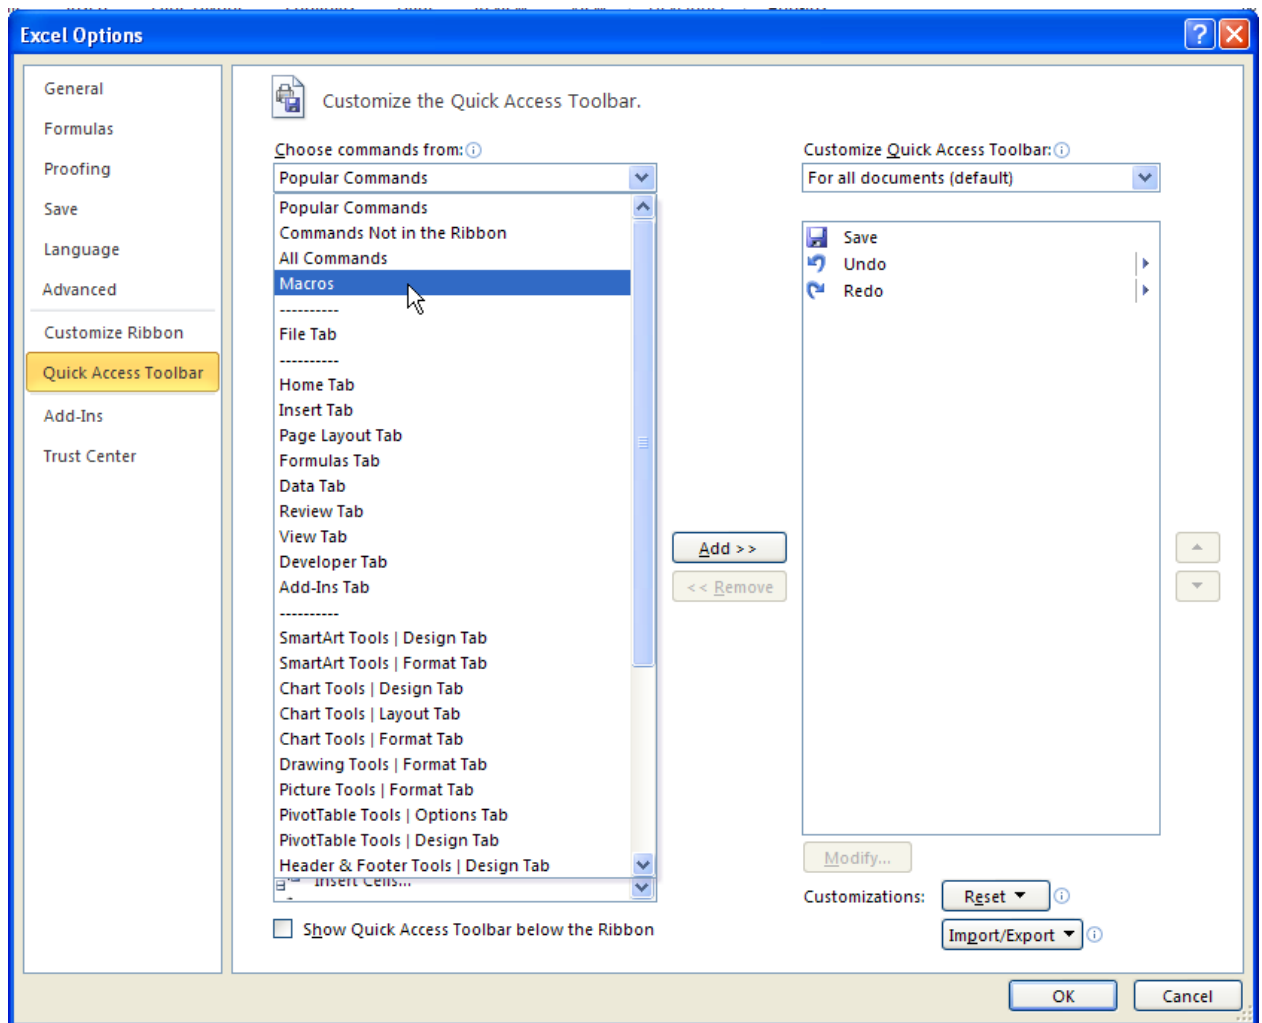 Excel Options
General
Formulas
Proofing
Save
Language
Advanced
Customize Ribbon
Quick Access Toolbar
Add-Ins
Trust Center
Customize the Quick Access Toolbar.
Choose commands from:
Popular Commands
Popular Commands
Commands Not in the Ribbon
All Commands
Macros
----------
File Tab
----------
Home Tab
Insert Tab
Page Layout Tab
Formulas Tab
Data Tab
Review Tab
View Tab
Developer Tab
Add-Ins Tab
----------
SmartArt Tools | Design Tab
SmartArt Tools | Format Tab
Chart Tools | Design Tab
Chart Tools | Layout Tab
Chart Tools | Format Tab
Drawing Tools | Format Tab
Picture Tools | Format Tab
PivotTable Tools | Options Tab
PivotTable Tools | Design Tab
Header & Footer Tools | Design Tab
Insert Cells...
Show Quick Access Toolbar below the Ribbon
Add >>
<< Remove
Customize Quick Access Toolbar:
For all documents (default)
Save
Undo
Redo
Modify...
Customizations: Reset
Import/Export
OK Cancel